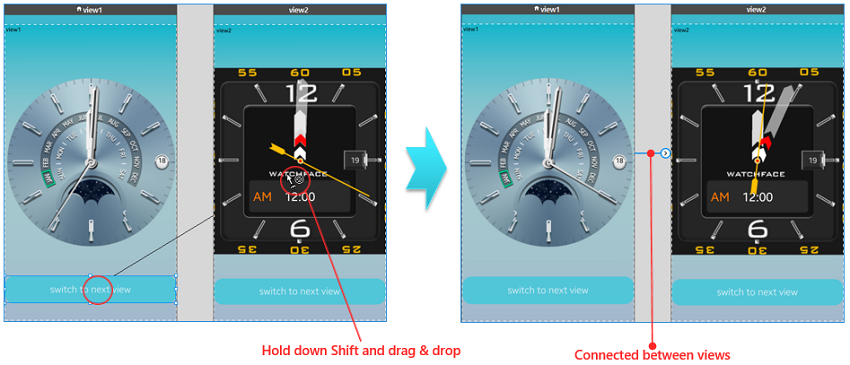 view1
view2
view1
view2
55 60 05
12
18
19
WATCHFACE
AM 12:00
6
35 30 25
switch to next view
switch to next view
Hold down Shift and drag & drop
view1
view2
view1
view2
55 60 05
12
18
19
WATCHFACE
AM 12:00
6
35 30 25
switch to next view
switch to next view
Connected between views